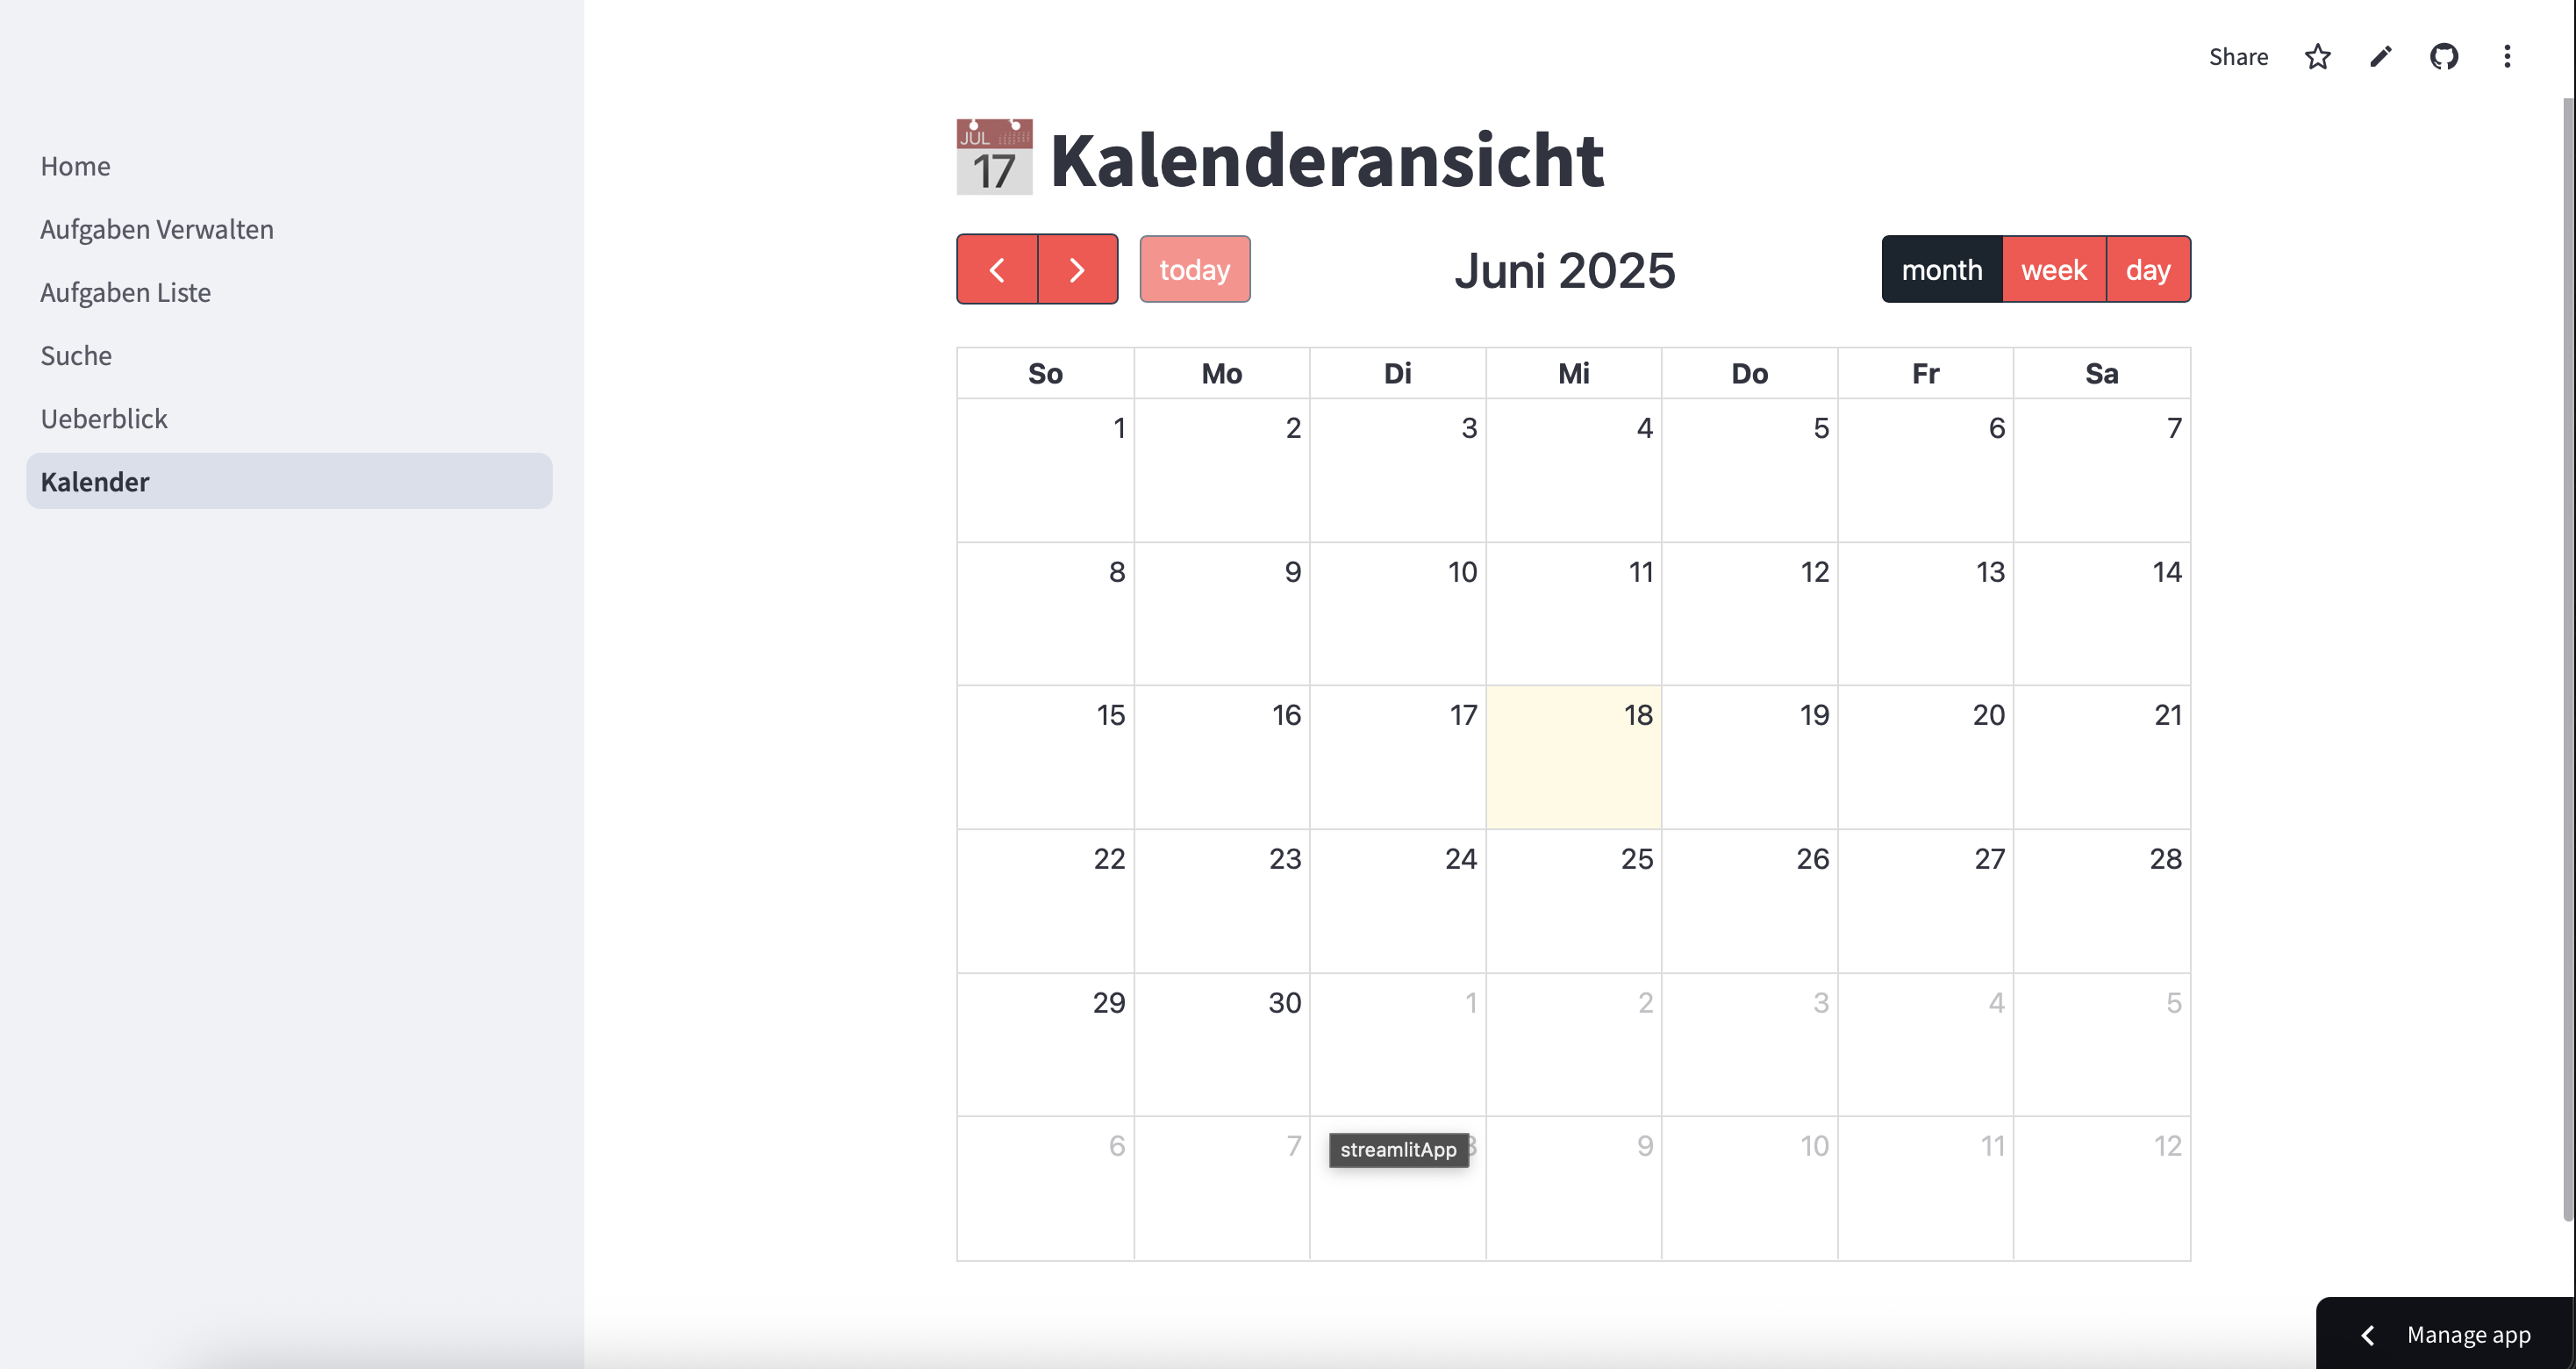 Share
Home
Aufgaben Verwalten
Aufgaben Liste
Suche
Ueberblick
Kalender
JUL
17
Kalenderansicht
today
Juni 2025
month week day
So Mo Di Mi Do Fr Sa
1 2 3 4 5 6 7
8 9 10 11 12 13 14
15 16 17 18 19 20 21
22 23 24 25 26 27 28
29 30 1 2 3 4 5
6 7 8 9 10 11 12
streamlitApp
Manage app